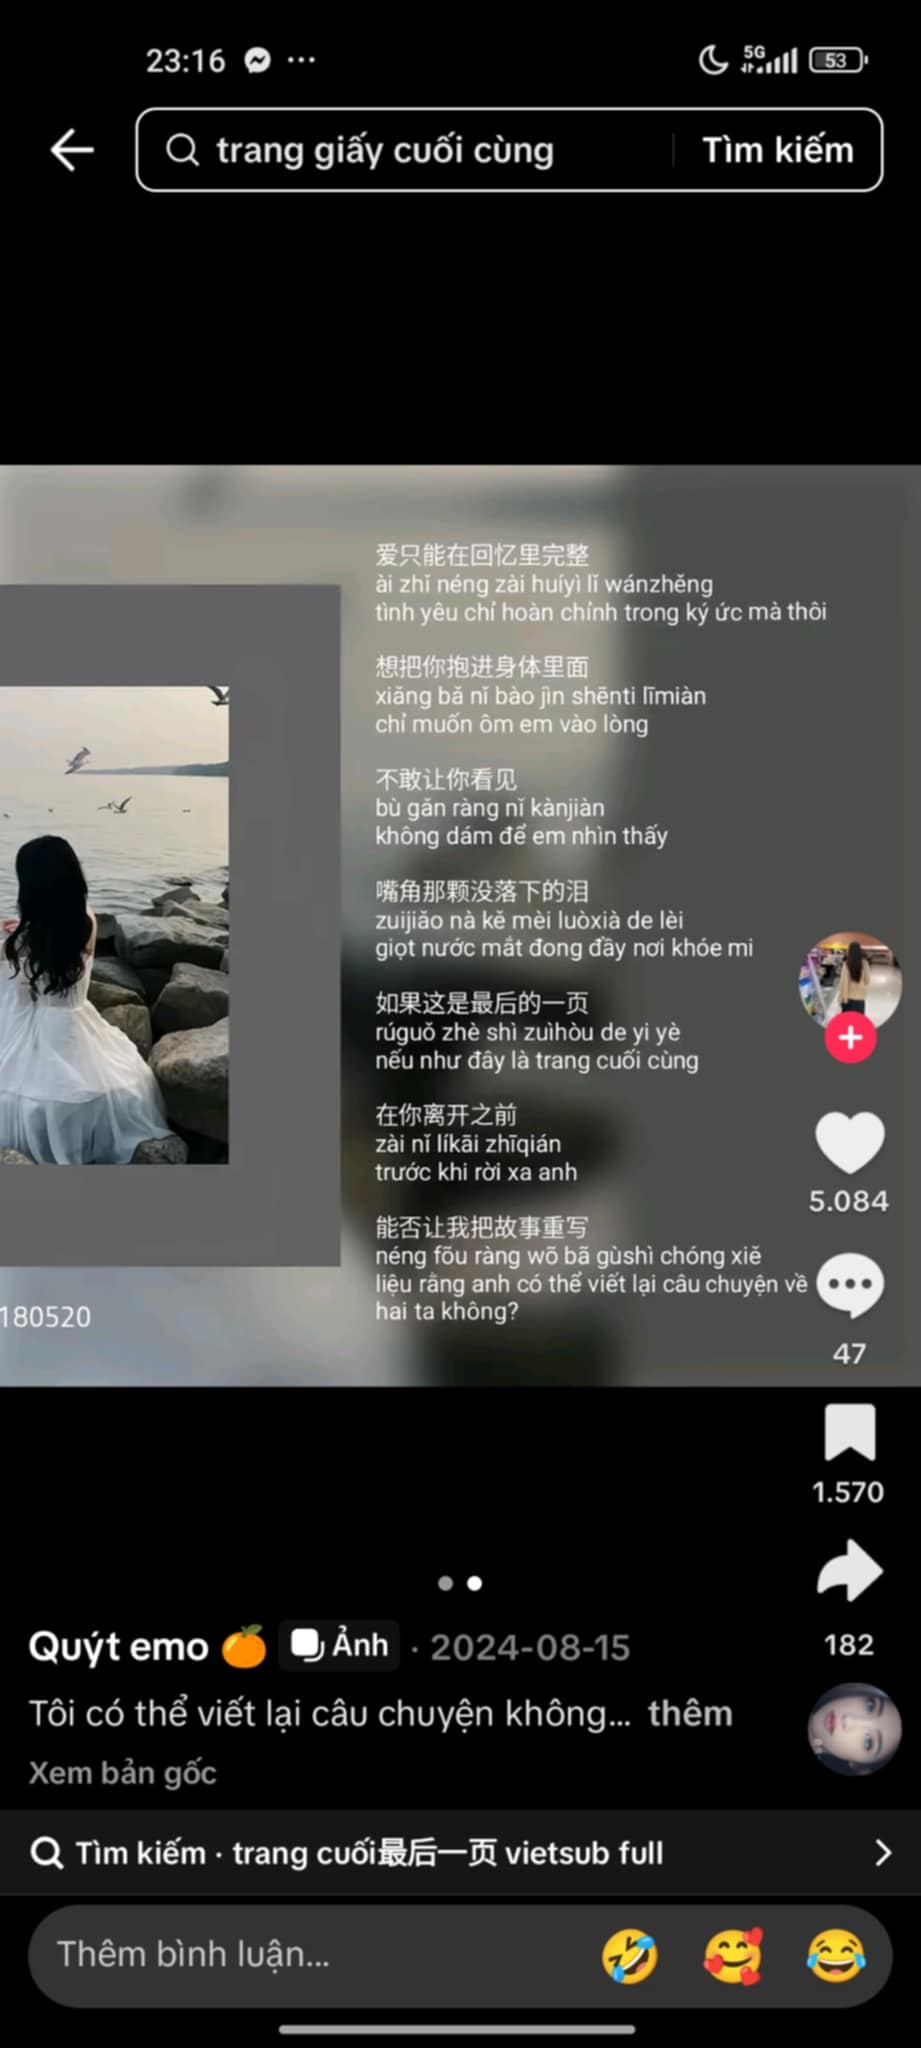 23:16
5G
53
trang giấy cuối cùng
Tìm kiếm
爱只能在回忆里完整
ài zhǐ néng zài huíyì lǐ wánzhěng
tình yêu chỉ hoàn chỉnh trong ký ức mà thôi
想把你抱进身体里面
xiǎng bǎ nǐ bào jìn shēnti lǐmiàn
chỉ muốn ôm em vào lòng
不敢让你看见
bù gǎn ràng nǐ kànjiàn
không dám để em nhìn thấy
嘴角那颗没落下的泪
zuijiǎo nà kě mèi luòxià de lèi
giọt nước mắt đong đầy nơi khóe mi
如果这是最后的一页
rúguǒ zhè shì zuìhòu de yi yè
nếu như đây là trang cuối cùng
在你离开之前
zài nǐ líkāi zhīqián
trước khi rời xa anh
能否让我把故事重写
néng fǒu ràng wǒ bǎ gùshì chóng xiě
liệu rằng anh có thể viết lại câu chuyện về
hai ta không?
180520
5.084
47
1.570
182
Quýt emo 🍊 Ảnh · 2024-08-15
Tôi có thể viết lại câu chuyện không... thêm
Xem bản gốc
Tìm kiếm · trang cuối最后一页 vietsub full
Thêm bình luận...